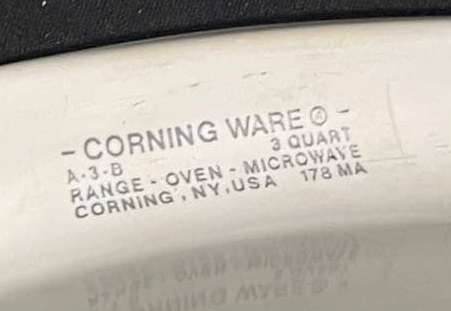 - CORNING WARE ® -
A-3-B 3 QUART
RANGE - OVEN - MICROWAVE
CORNING, NY, USA 178 MA